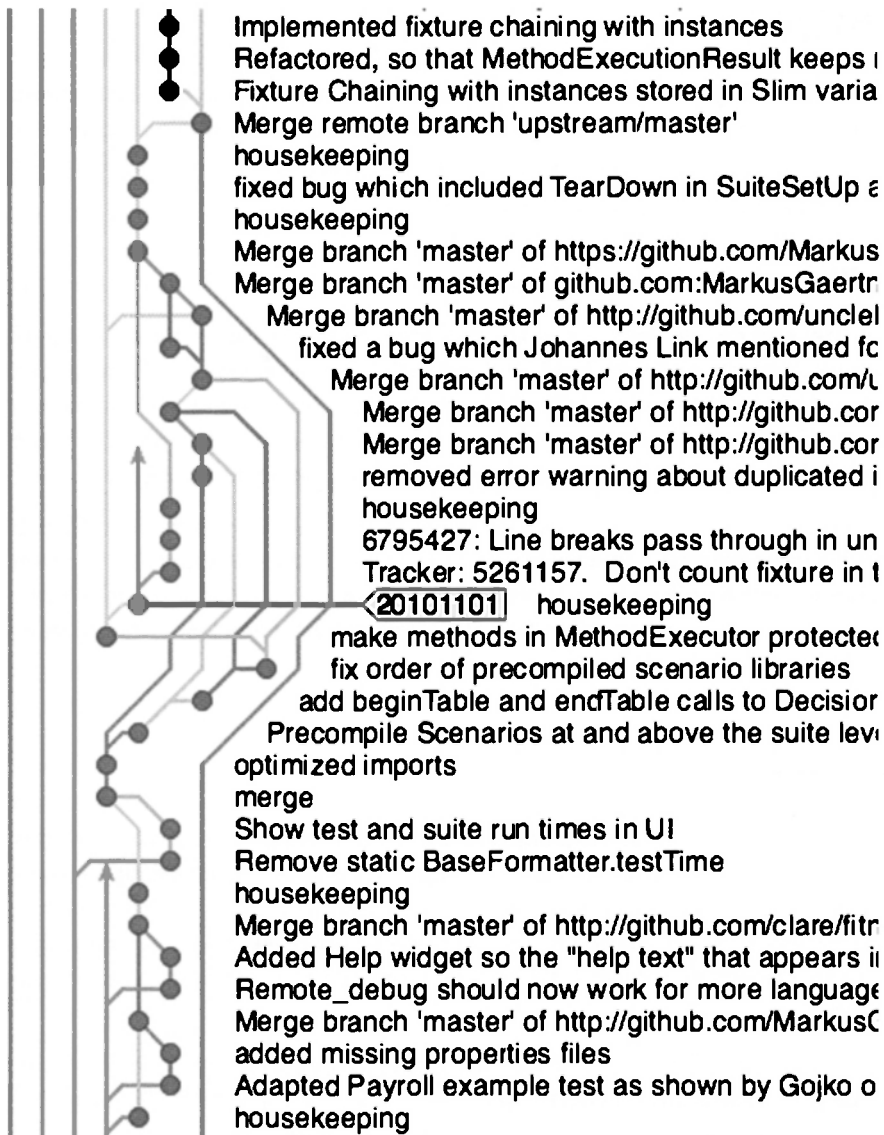 Implemented fixture chaining with instances
Refactored, so that MethodExecutionResult keeps
Fixture Chaining with instances stored in Slim varia
Merge remote branch 'upstream/master'
housekeeping
fixed bug which included TearDown in SuiteSetUp a
housekeeping
Merge branch 'master' of https://github.com/Markus
Merge branch 'master' of github.com:MarkusGaertn
Merge branch 'master' of http://github.com/unclel
fixed a bug which Johannes Link mentioned fo
Merge branch 'master' of http://github.com/u
Merge branch 'master' of http://github.cor
Merge branch 'master' of http://github.cor
removed error warning about duplicated i
housekeeping
6795427: Line breaks pass through in un
Tracker: 5261157. Don't count fixture in t
20101101 housekeeping
make methods in MethodExecutor protected
fix order of precompiled scenario libraries
add beginTable and endTable calls to Decision
Precompile Scenarios at and above the suite leve
optimized imports
merge
Show test and suite run times in UI
Remove static BaseFormatter.testTime
housekeeping
Merge branch 'master' of http://github.com/clare/fitn
Added Help widget so the "help text" that appears i
Remote_debug should now work for more language
Merge branch 'master' of http://github.com/MarkusG
added missing properties files
Adapted Payroll example test as shown by Gojko o
housekeeping